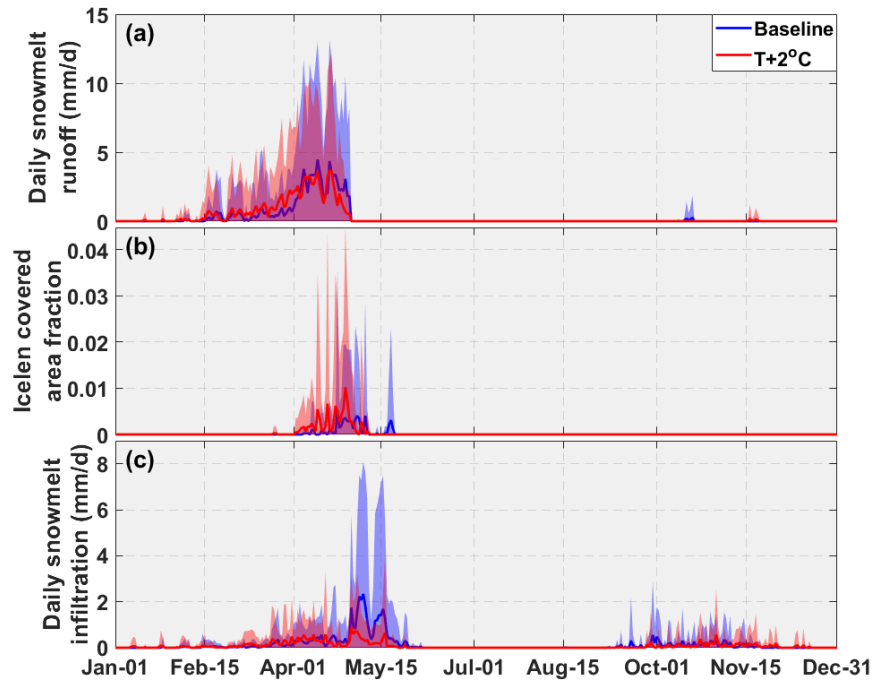 (a)
Baseline
T+2°C
Daily snowmelt
runoff (mm/d)
15
10
5
0
(b)
Icelen covered
area fraction
0.04
0.03
0.02
0.01
0
(c)
Daily snowmelt
infiltration (mm/d)
8
6
4
2
0
Jan-01 Feb-15 Apr-01 May-15 Jul-01 Aug-15 Oct-01 Nov-15 Dec-31